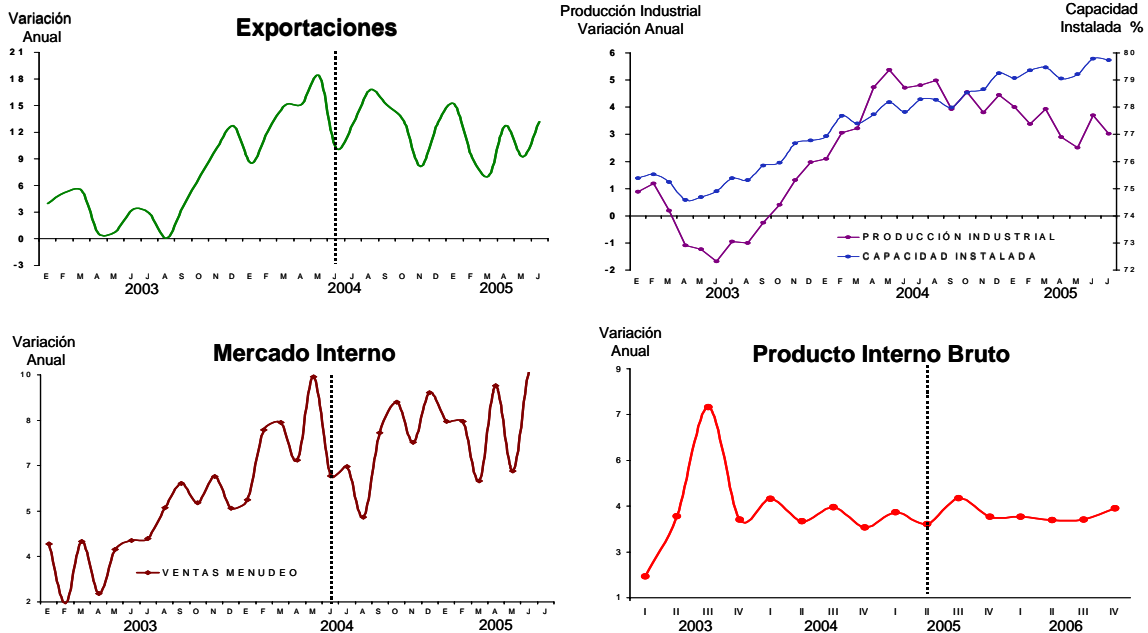 Variación
Anual
Exportaciones
21
18
15
12
9
6
3
0
-3
E F M A M J J A S O N D E F M A M J J A S O N D E F M A M J
2003 2004 2005
Producción Industrial
Variación Anual
Capacidad
Instalada %
6
5
4
3
2
1
0
-1
-2
80
79
78
77
76
75
74
73
72
PRODUCCIÓN INDUSTRIAL
CAPACIDAD INSTALADA
E F M A M J J A S O N D E F M A M J J A S O N D E F M A M J J
2003 2004 2005
Variación
Anual
Mercado Interno
10
8
7
5
4
2
VENTAS MENUDEO
E F M A M J J A S O N D E F M A M J J A S O N D E F M A M J J
2003 2004 2005
Variación
Anual
Producto Interno Bruto
9
7
4
3
1
I II III IV I II III IV I II III IV I II III IV
2003 2004 2005 2006